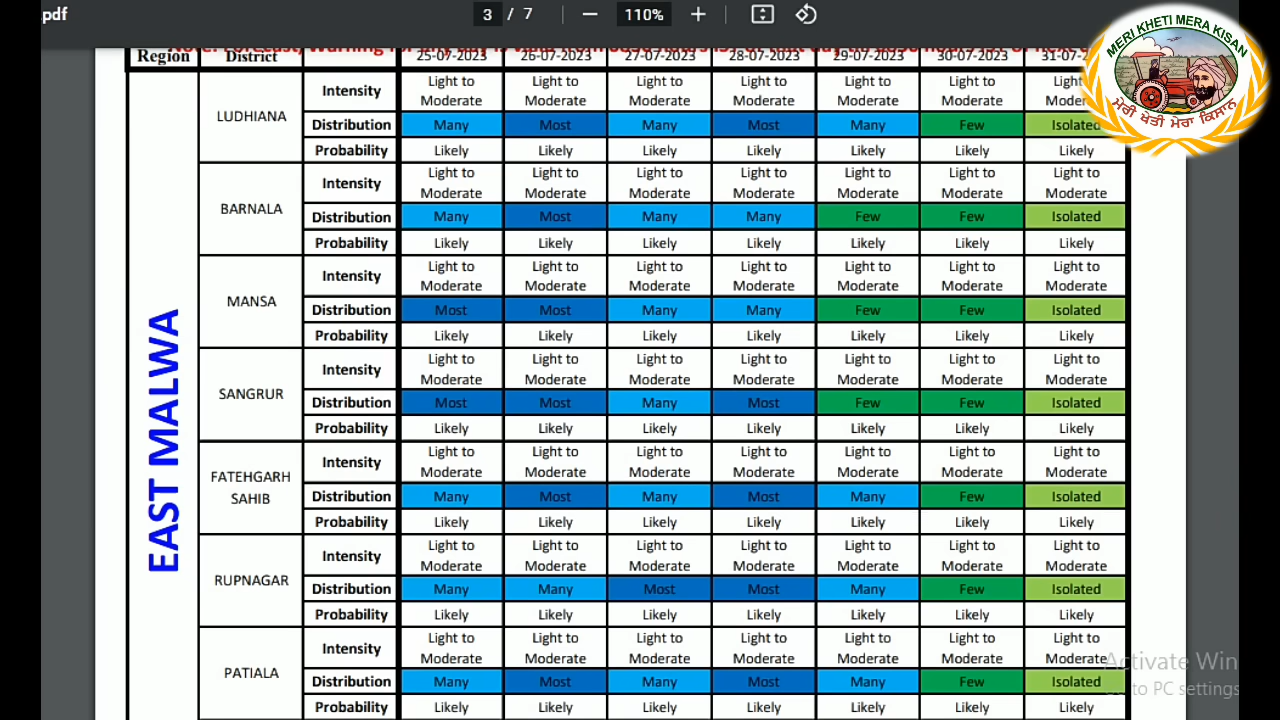 .pdf
3 / 7
110%
Region District 25-07-2023 26-07-2023 27-07-2023 28-07-2023 29-07-2023 30-07-2023
EAST MALWA
LUDHIANA
Intensity Light to Moderate Light to Moderate Light to Moderate Light to Moderate Light to Moderate Light to Moderate
Distribution Many Most Many Most Many Few Isolated
Probability Likely Likely Likely Likely Likely Likely Likely
BARNALA
Intensity Light to Moderate Light to Moderate Light to Moderate Light to Moderate Light to Moderate Light to Moderate Light to Moderate
Distribution Many Most Many Many Few Few Isolated
Probability Likely Likely Likely Likely Likely Likely Likely
MANSA
Intensity Light to Moderate Light to Moderate Light to Moderate Light to Moderate Light to Moderate Light to Moderate Light to Moderate
Distribution Most Most Many Many Few Few Isolated
Probability Likely Likely Likely Likely Likely Likely Likely
SANGRUR
Intensity Light to Moderate Light to Moderate Light to Moderate Light to Moderate Light to Moderate Light to Moderate Light to Moderate
Distribution Most Most Many Most Few Few Isolated
Probability Likely Likely Likely Likely Likely Likely Likely
FATEHGARH SAHIB
Intensity Light to Moderate Light to Moderate Light to Moderate Light to Moderate Light to Moderate Light to Moderate Light to Moderate
Distribution Many Most Many Most Many Few Isolated
Probability Likely Likely Likely Likely Likely Likely Likely
RUPNAGAR
Intensity Light to Moderate Light to Moderate Light to Moderate Light to Moderate Light to Moderate Light to Moderate Light to Moderate
Distribution Many Many Most Most Many Few Isolated
Probability Likely Likely Likely Likely Likely Likely Likely
PATIALA
Intensity Light to Moderate Light to Moderate Light to Moderate Light to Moderate Light to Moderate Light to Moderate Light to Moderate
Distribution Many Most Many Most Many Few Isolated
Probability Likely Likely Likely Likely Likely Likely Likely
MERI KHETI MERA KISAN
ਮੇਰੀ ਖੇਤੀ ਮੇਰਾ ਕਿਸਾਨ
Activate Win
to PC settings